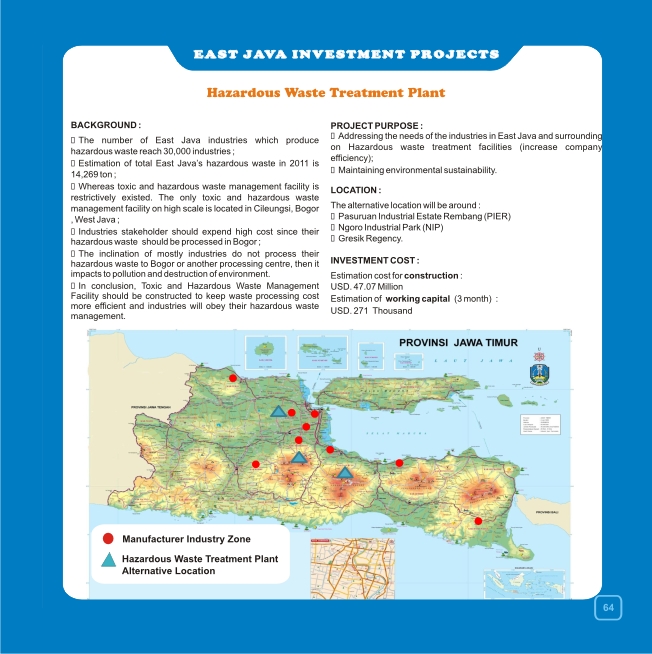 EAST JAVA INVESTMENT PROJECTS
Hazardous Waste Treatment Plant
BACKGROUND :
▯ The number of East Java industries which produce
hazardous waste reach 30,000 industries ;
▯ Estimation of total East Java's hazardous waste in 2011 is
14,269 ton ;
▯ Whereas toxic and hazardous waste management facility is
restrictively existed. The only toxic and hazardous waste
management facility on high scale is located in Cileungsi, Bogor
, West Java ;
▯ Industries stakeholder should expend high cost since their
hazardous waste should be processed in Bogor ;
▯ The inclination of mostly industries do not process their
hazardous waste to Bogor or another processing centre, then it
impacts to pollution and destruction of environment.
▯ In conclusion, Toxic and Hazardous Waste Management
Facility should be constructed to keep waste processing cost
more efficient and industries will obey their hazardous waste
management.
PROJECT PURPOSE :
▯ Addressing the needs of the industries in East Java and surrounding
on Hazardous waste treatment facilities (increase company
efficiency);
▯ Maintaining environmental sustainability.
LOCATION :
The alternative location will be around :
▯ Pasuruan Industrial Estate Rembang (PIER)
▯ Ngoro Industrial Park (NIP)
▯ Gresik Regency.
INVESTMENT COST :
Estimation cost for construction :
USD. 47.07 Million
Estimation of working capital (3 month) :
USD. 271 Thousand
PROVINSI JAWA TIMUR
PROVINSI JAWA TENGAH
PROVINSI BALI
Manufacturer Industry Zone
Hazardous Waste Treatment Plant
Alternative Location
64